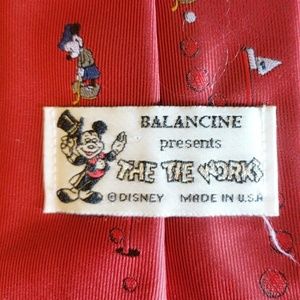 BALANCINE
presents
THE TIE WORKS
© DISNEY MADE IN U.S.A